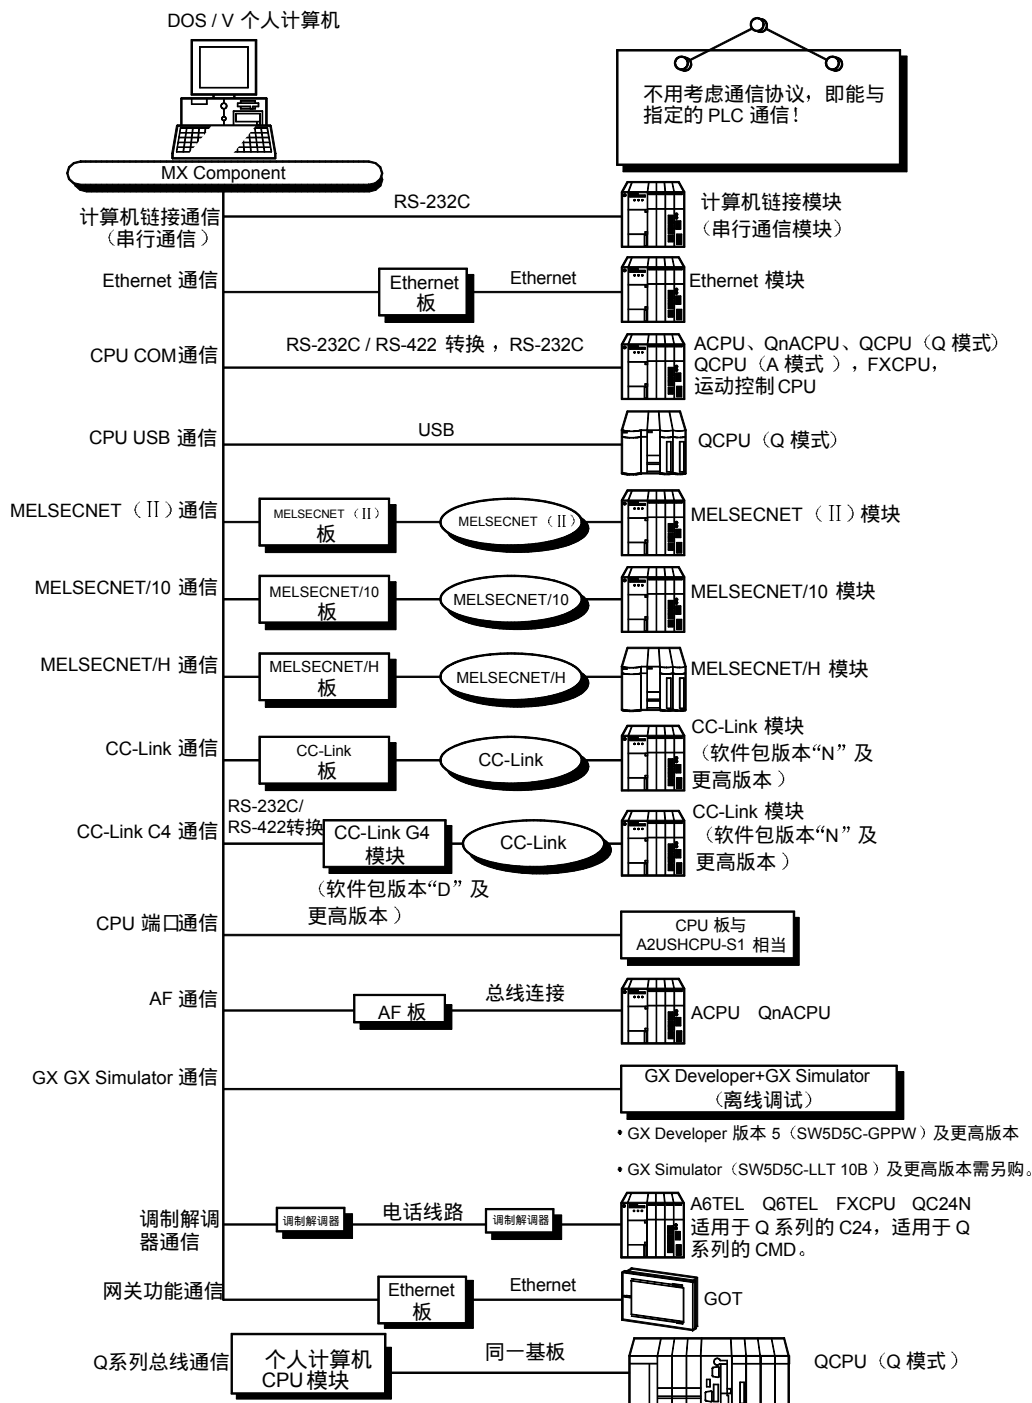 DOS / V 个人计算机
不用考虑通信协议，即能与
指定的 PLC 通信！
MX Component
计算机链接通信
（串行通信）
RS-232C
计算机链接模块
（串行通信模块）
Ethernet 通信
Ethernet
板
Ethernet
Ethernet 模块
CPU COM通信
RS-232C / RS-422 转换 ，RS-232C
ACPU、QnACPU、QCPU（Q 模式）
QCPU（A 模式 ），FXCPU，
运动控制 CPU
CPU USB 通信
USB
QCPU（Q 模式）
MELSECNET（II）通信
MELSECNET （II）
板
MELSECNET （II）
MELSECNET（II）模块
MELSECNET/10 通信
MELSECNET/10
板
MELSECNET/10
MELSECNET/10 模块
MELSECNET/H 通信
MELSECNET/H
板
MELSECNET/H
MELSECNET/H 模块
CC-Link 通信
CC-Link
板
CC-Link
CC-Link 模块
（软件包版本“N”及
更高版本 ）
CC-Link C4 通信
RS-232C/
RS-422转换
CC-Link G4
模块
（软件包版本“D”及
更高版本 ）
CC-Link
CC-Link 模块
（软件包版本“N”及
更高版本 ）
CPU 端口通信
CPU 板与
A2USHCPU-S1 相当
AF 通信
AF 板
总线连接
ACPU QnACPU
GX GX Simulator 通信
GX Developer+GX Simulator
（离线调试）
• GX Developer 版本 5（SW5D5C-GPPW ）及更高版本
• GX Simulator（SW5D5C-LLT 10B ）及更高版本需另购。
调制解调
器通信
调制解调器
电话线路
调制解调器
A6TEL Q6TEL FXCPU QC24N
适用于 Q 系列的 C24，适用于 Q
系列的 CMD。
网关功能通信
Ethernet
板
Ethernet
GOT
Q系列总线通信
个人计算机
CPU 模块
同一基板
QCPU（Q 模式 ）